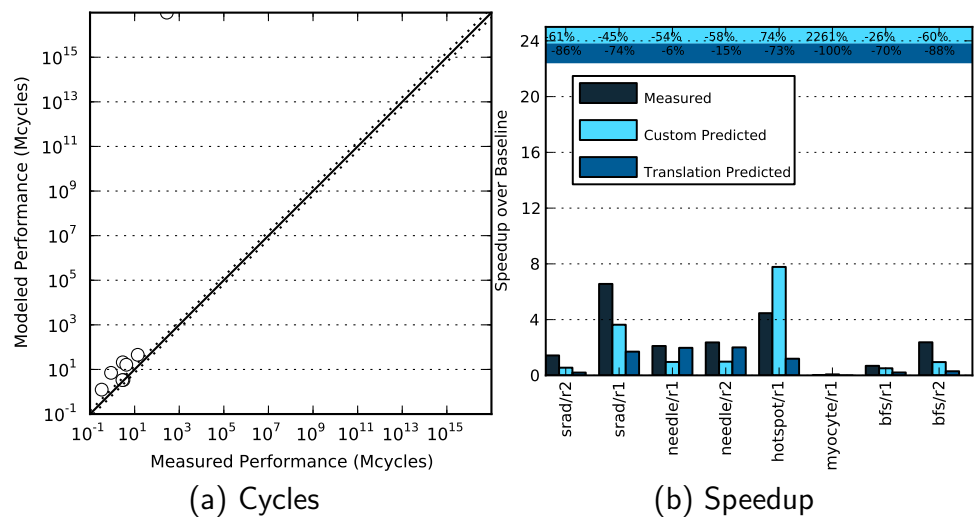 10^15
10^13
10^11
10^9
10^7
10^5
10^3
10^1
10^-1
Modeled Performance (Mcycles)
10^-1 10^1 10^3 10^5 10^7 10^9 10^11 10^13 10^15
Measured Performance (Mcycles)
(a) Cycles
-61% -45% -54% -58% 74% 2261% -26% -60%
-86% -74% -6% -15% -73% -100% -70% -88%
24
20
16
12
8
4
0
Speedup over Baseline
Measured
Custom Predicted
Translation Predicted
srad/r2 srad/r1 needle/r1 needle/r2 hotspot/r1 myocyte/r1 bfs/r1 bfs/r2
(b) Speedup